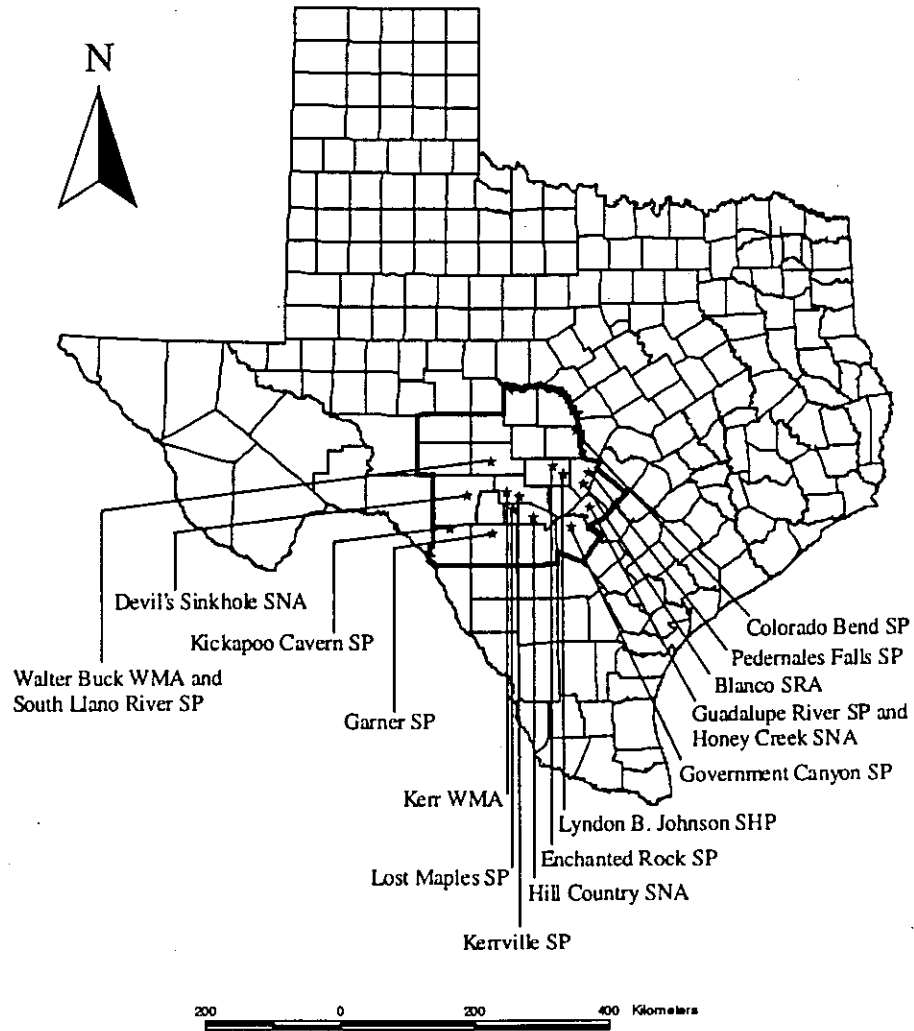 N
Devil's Sinkhole SNA
Kickapoo Cavern SP
Walter Buck WMA and
South Llano River SP
Garner SP
Kerr WMA
Lost Maples SP
Kerrville SP
Colorado Bend SP
Pedernales Falls SP
Blanco SRA
Guadalupe River SP and
Honey Creek SNA
Government Canyon SP
Lyndon B. Johnson SHP
Enchanted Rock SP
Hill Country SNA
200 0 200 400 Kilometers